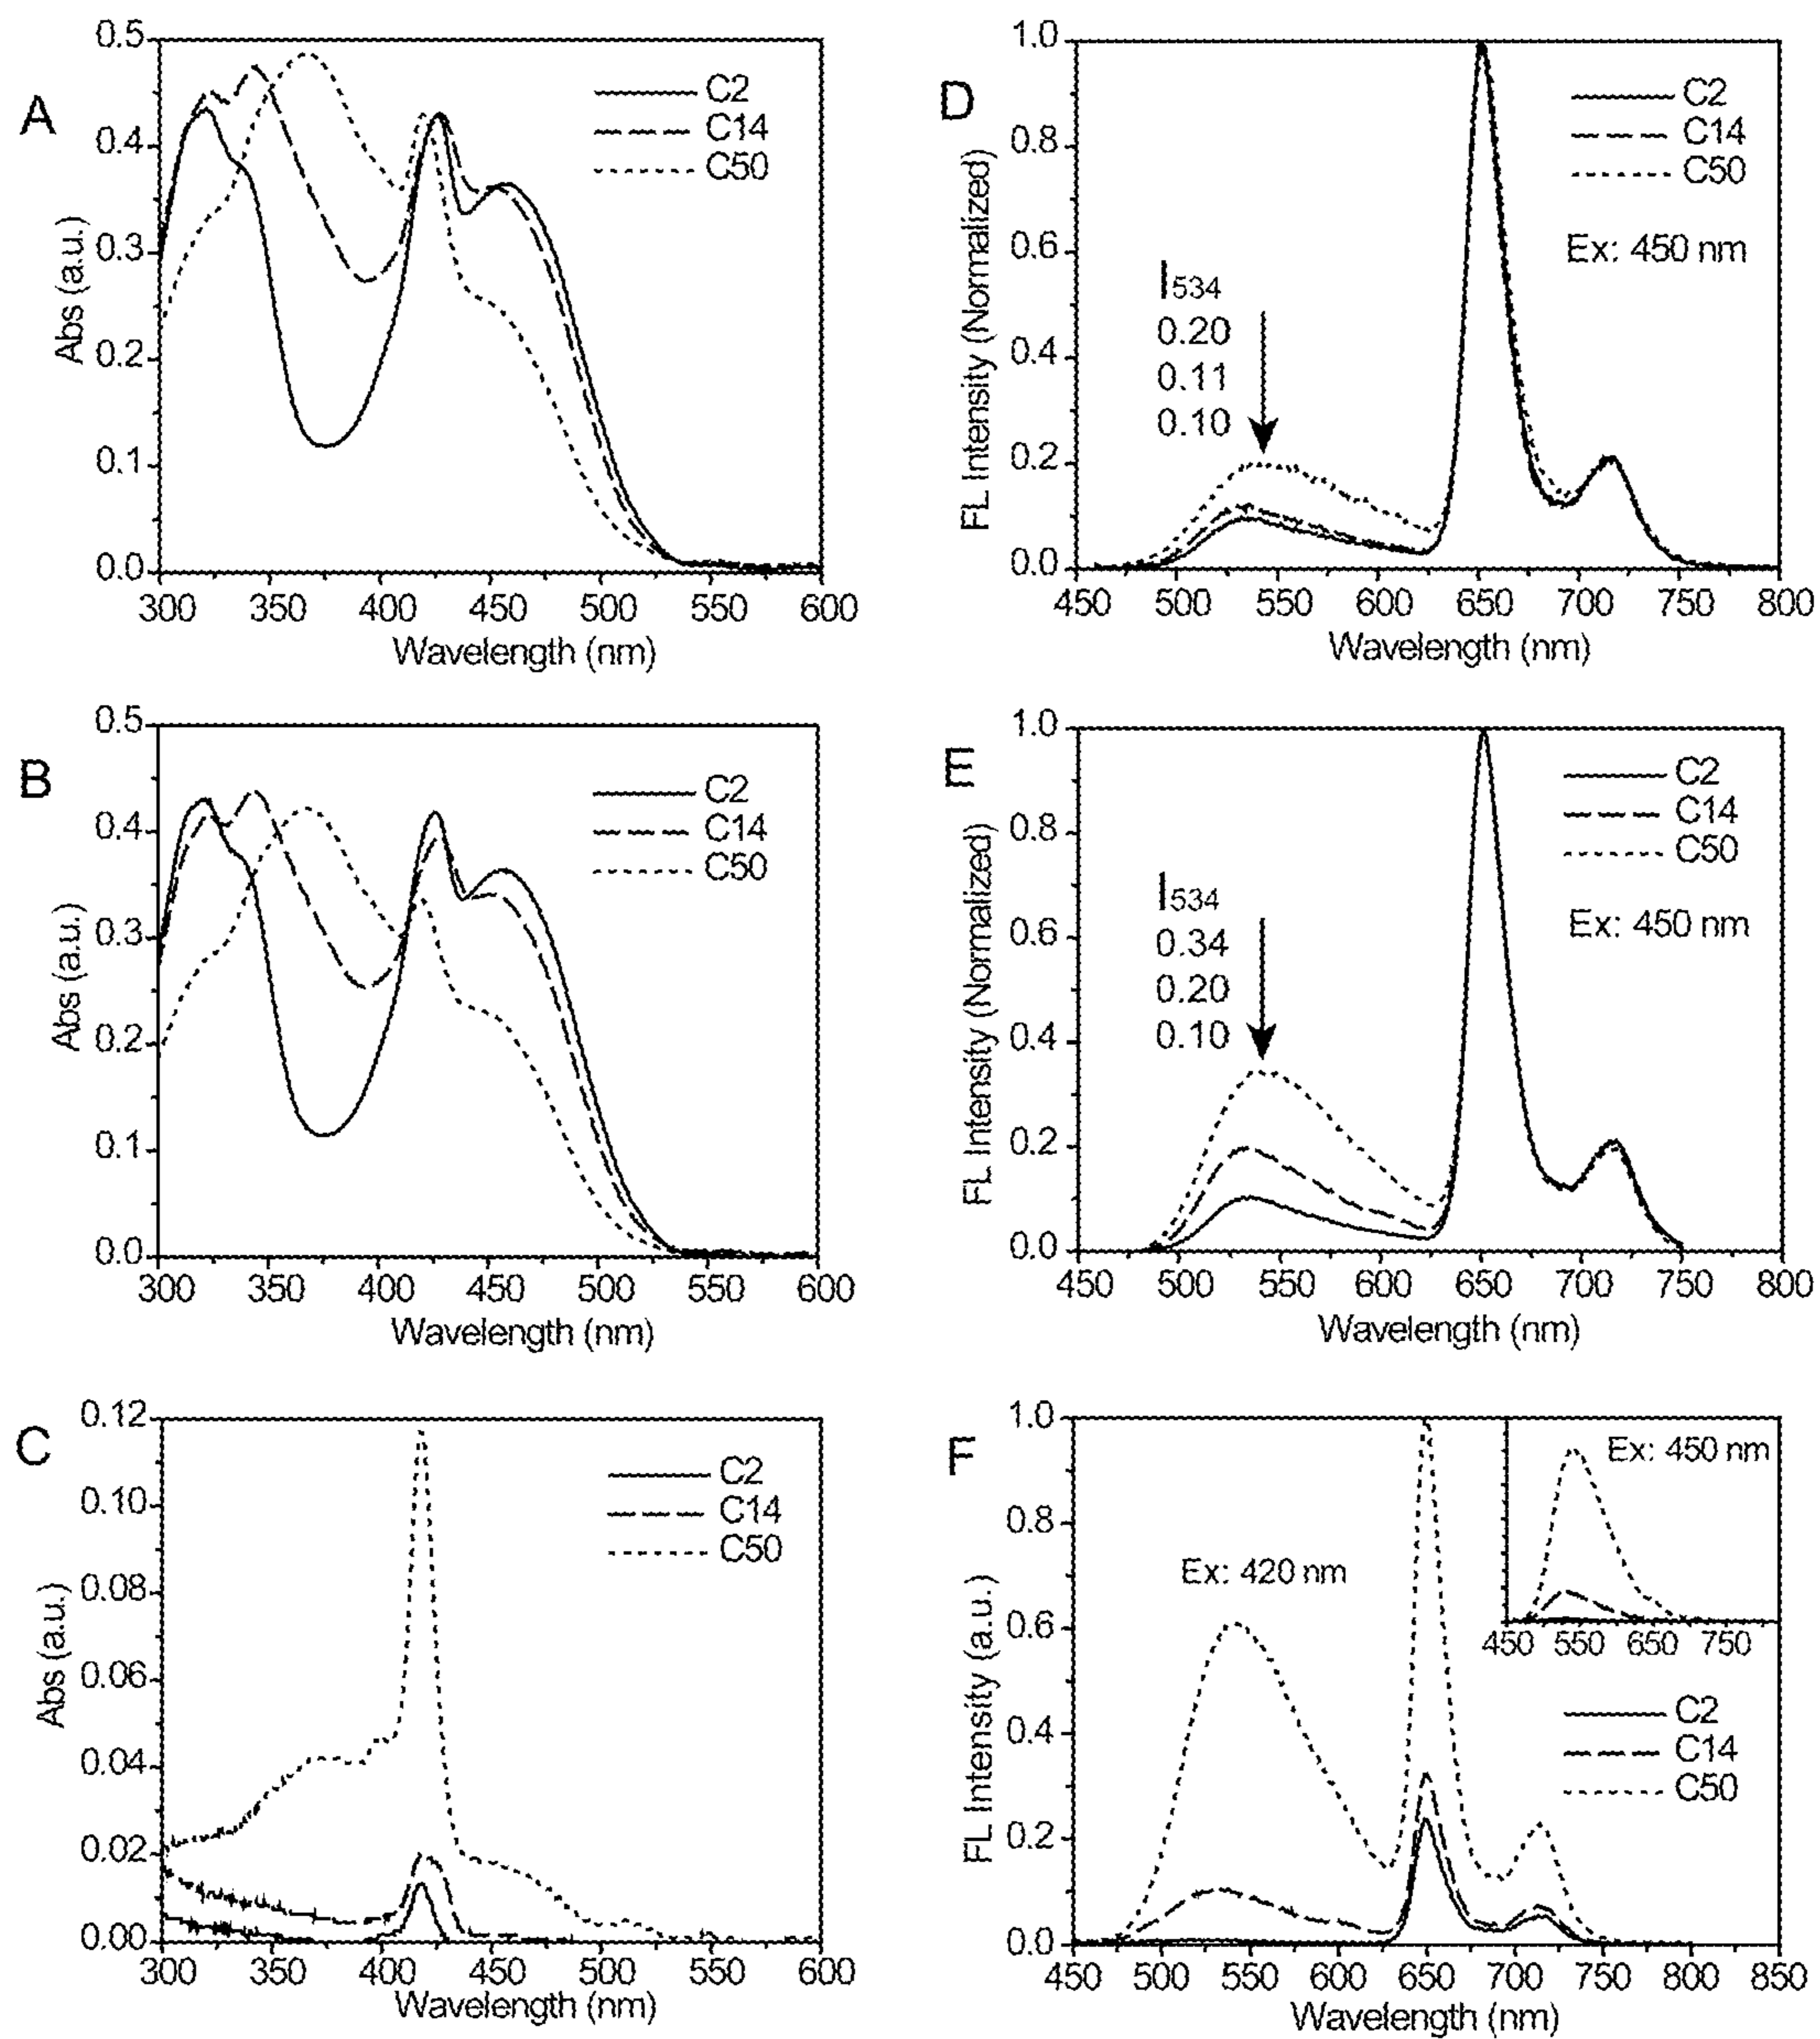 A
Abs (a.u.)
0.5
0.4
0.3
0.2
0.1
0.0
C2
C14
C50
300 350 400 450 500 550 600
Wavelength (nm)
D
FL Intensity (Normalized)
1.0
0.8
0.6
0.4
0.2
0.0
C2
C14
C50
Ex: 450 nm
I534
0.20
0.11
0.10
450 500 550 600 650 700 750 800
Wavelength (nm)
B
Abs (a.u.)
0.5
0.4
0.3
0.2
0.1
0.0
C2
C14
C50
300 350 400 450 500 550 600
Wavelength (nm)
E
FL Intensity (Normalized)
1.0
0.8
0.6
0.4
0.2
0.0
C2
C14
C50
Ex: 450 nm
I534
0.34
0.20
0.10
450 500 550 600 650 700 750 800
Wavelength (nm)
C
Abs (a.u.)
0.12
0.10
0.08
0.06
0.04
0.02
0.00
C2
C14
C50
300 350 400 450 500 550 600
Wavelength (nm)
F
FL Intensity (a.u.)
1.0
0.8
0.6
0.4
0.2
0.0
Ex: 420 nm
Ex: 450 nm
450 550 650 750
C2
C14
C50
450 500 550 600 650 700 750 800 850
Wavelength (nm)